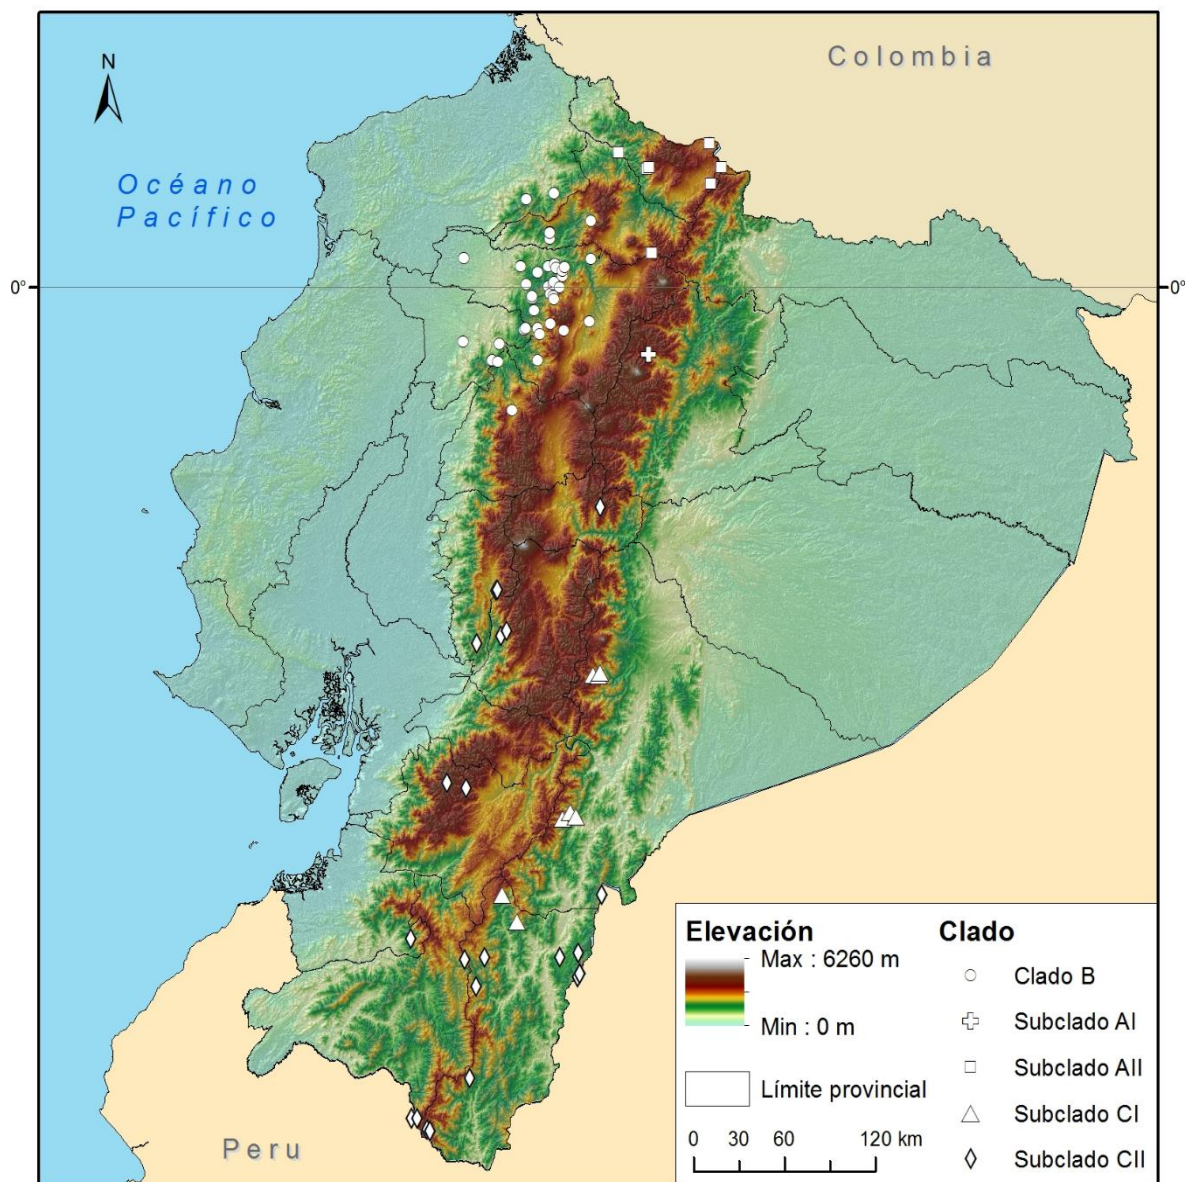 Colombia
N
Océano
Pacífico
0°
0°
Elevación
Max : 6260 m
Min : 0 m
Límite provincial
0 30 60 120 km
Clado
Clado B
Subclado AI
Subclado AII
Subclado CI
Subclado CII
Peru